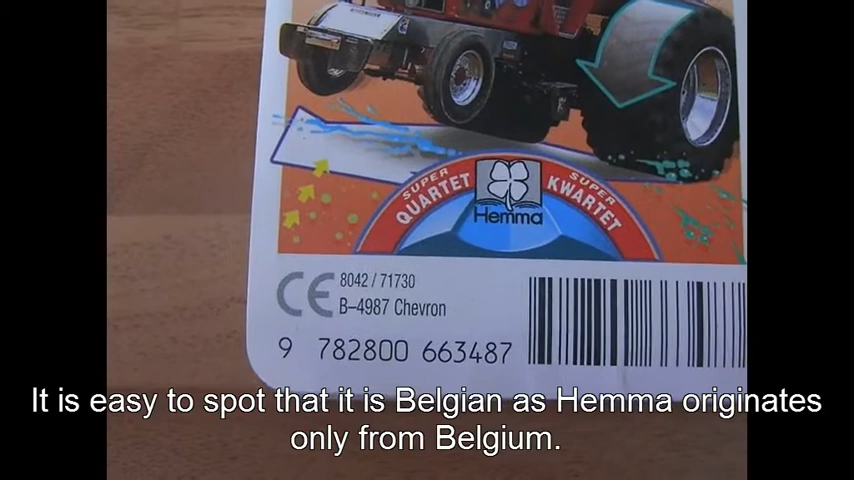 SUPER QUARTET
SUPER KWARTET
Hemma
CE
8042 / 71730
B–4987 Chevron
9 782800 663487
It is easy to spot that it is Belgian as Hemma originates
only from Belgium.